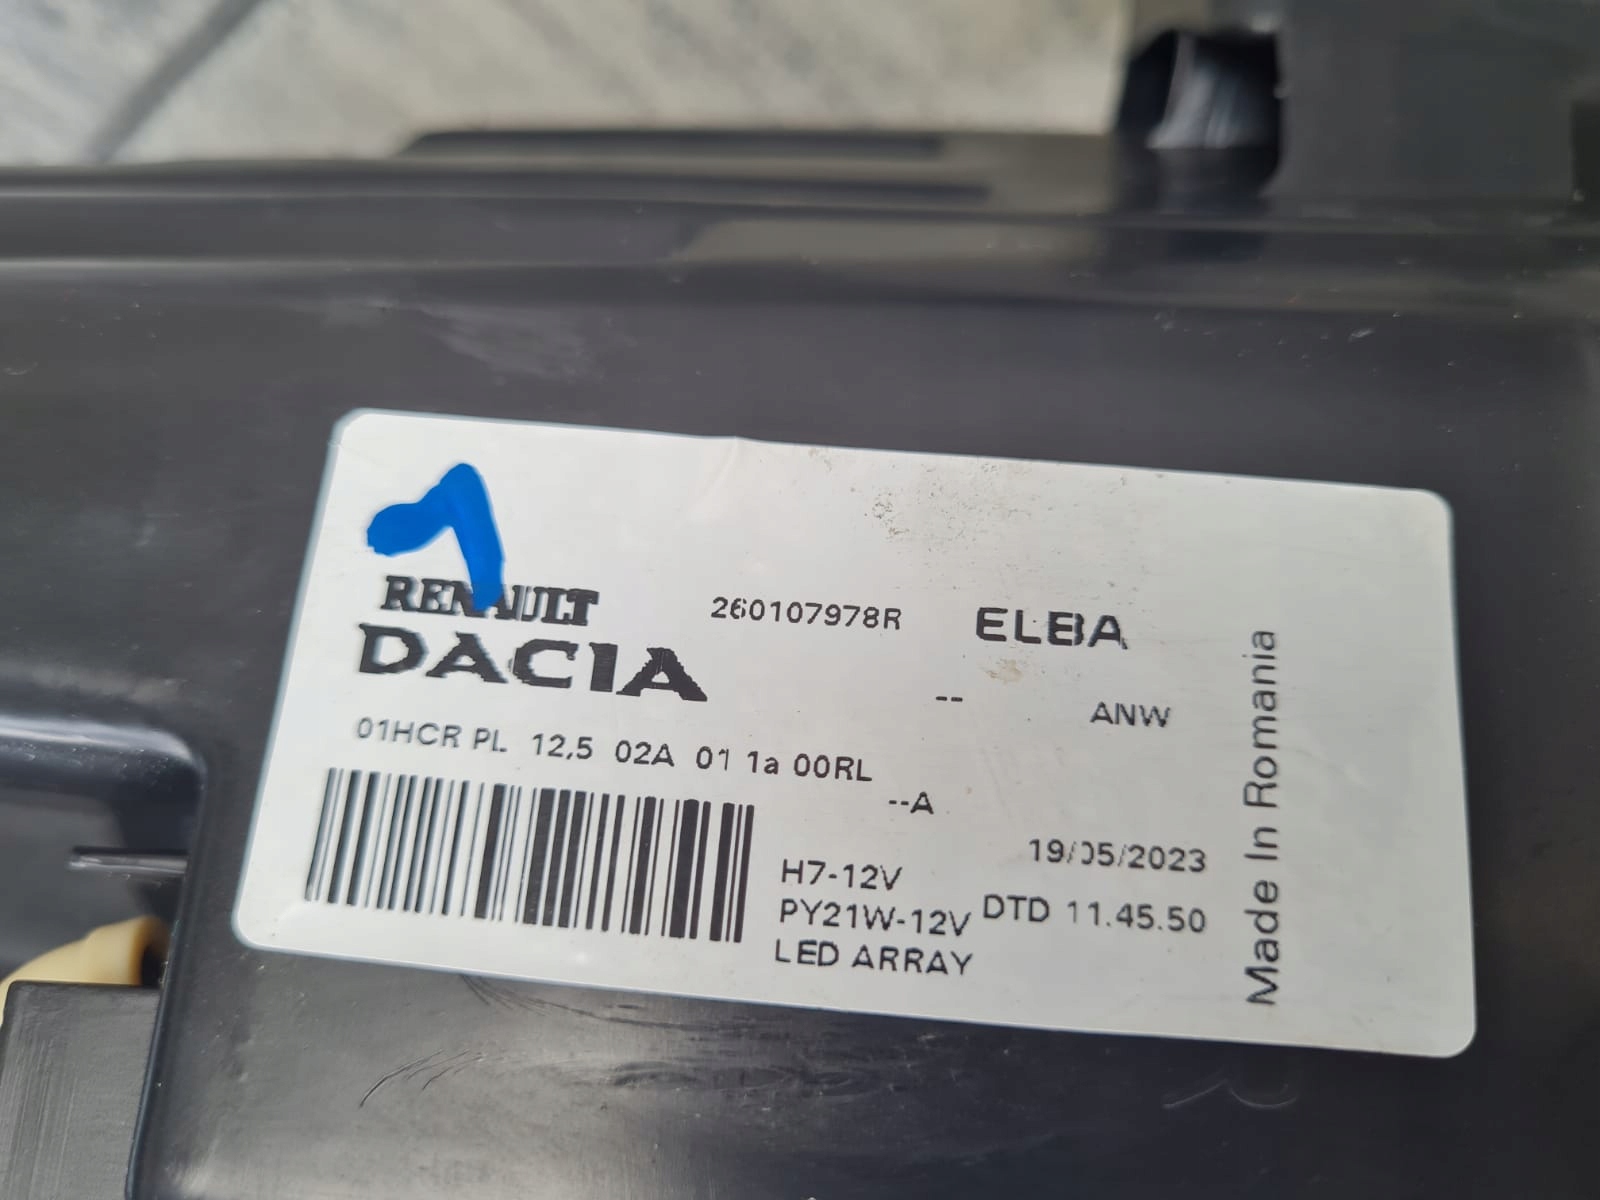 RENAULT
DACIA
260107978R ELBA
-- ANW
01HCR PL 12,5 02A 01 1a 00RL
--A
19/05/2023
H7-12V
PY21W-12V DTD 11.45.50
LED ARRAY
Made In Romania